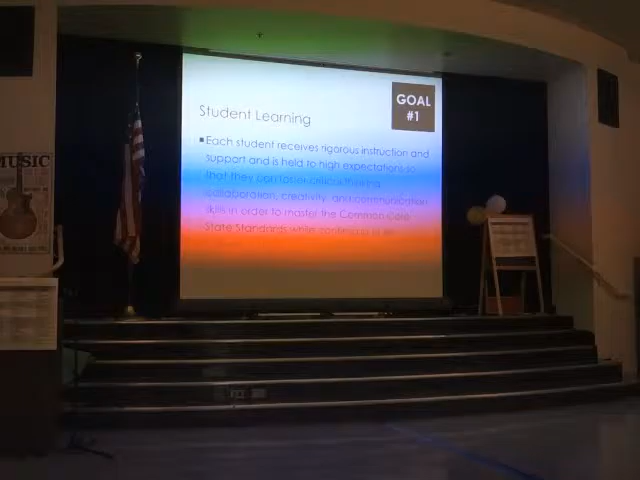 MUSIC
GOAL
#1
Student Learning
Each student receives rigorous instruction and
support and is held to high expectations so
that they can foster critical thinking
collaboration, creativity, and communication
skills in order to master the Common Core
State Standards while